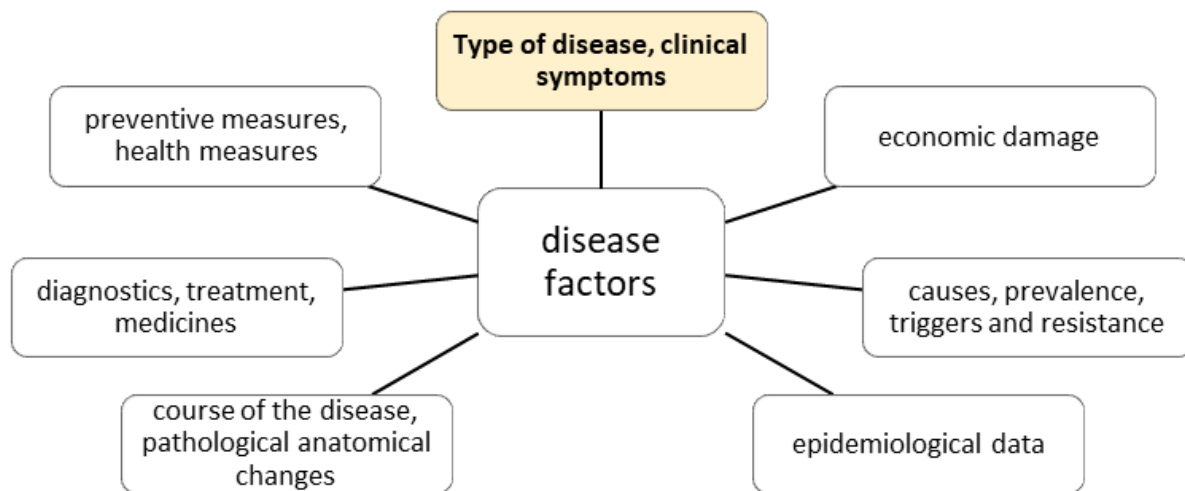 Type of disease, clinical
symptoms
preventive measures,
health measures
economic damage
disease
factors
diagnostics, treatment,
medicines
causes, prevalence,
triggers and resistance
course of the disease,
pathological anatomical
changes
epidemiological data